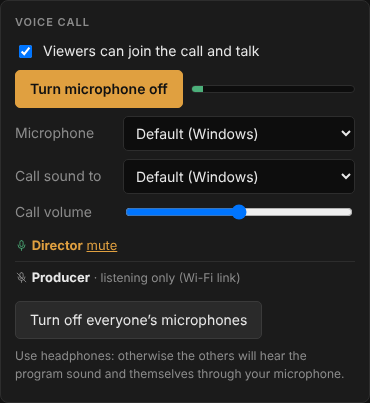 VOICE CALL
Viewers can join the call and talk
Turn microphone off
Microphone Default (Windows)
Call sound to Default (Windows)
Call volume
Director mute
Producer · listening only (Wi-Fi link)
Turn off everyone’s microphones
Use headphones: otherwise the others will hear the
program sound and themselves through your microphone.